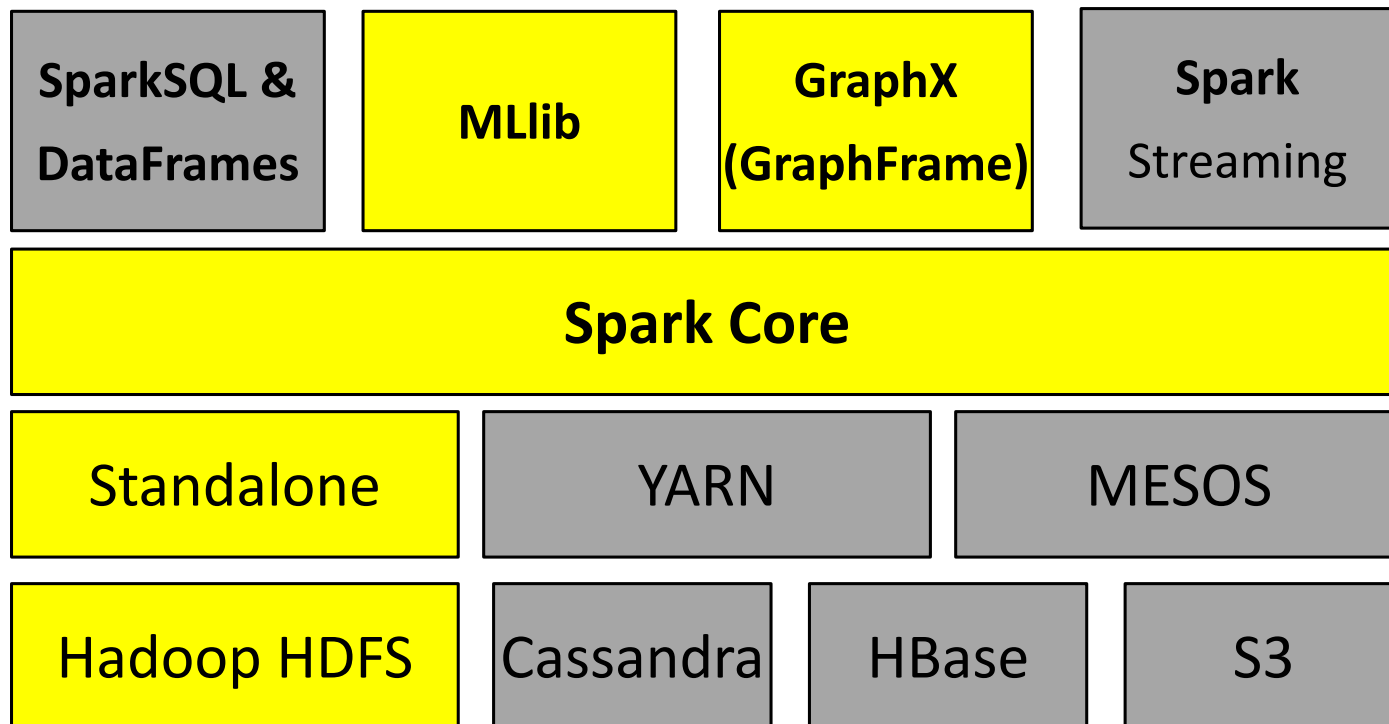 SparkSQL &
DataFrames
MLlib
GraphX
(GraphFrame)
Spark
Streaming
Spark Core
Standalone
YARN
MESOS
Hadoop HDFS
Cassandra
HBase
S3